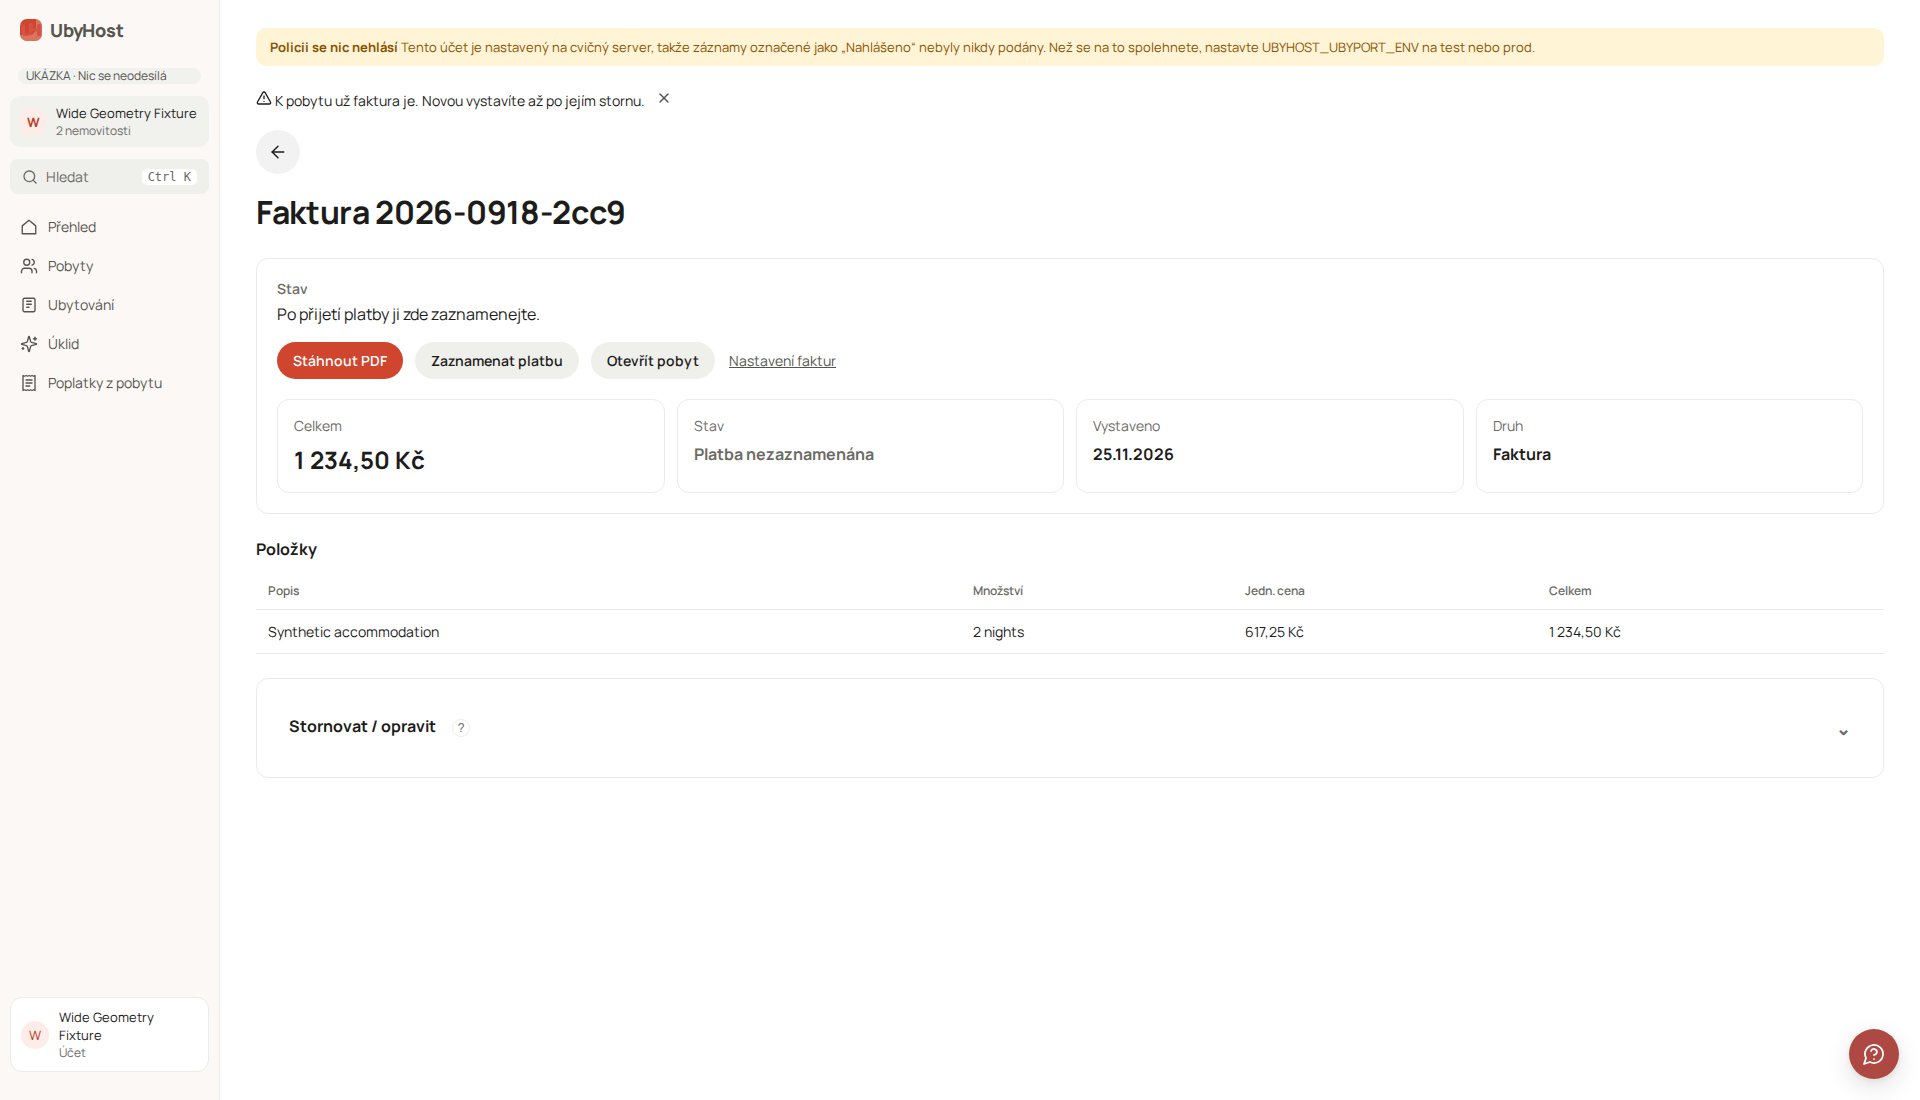 UbyHost
UKÁZKA · Nic se neodesílá
W
Wide Geometry Fixture
2 nemovitosti
Hledat
Ctrl K
Přehled
Pobyty
Ubytování
Úklid
Poplatky z pobytu
W
Wide Geometry
Fixture
Účet
Policii se nic nehlásí Tento účet je nastavený na cvičný server, takže záznamy označené jako „Nahlášeno“ nebyly nikdy podány. Než se na to spolehnete, nastavte UBYHOST_UBYPORT_ENV na test nebo prod.
K pobytu už faktura je. Novou vystavíte až po jejím stornu.
Faktura 2026-0918-2cc9
Stav
Po přijetí platby ji zde zaznamenejte.
Stáhnout PDF
Zaznamenat platbu
Otevřít pobyt
Nastavení faktur
Celkem
1 234,50 Kč
Stav
Platba nezaznamenána
Vystaveno
25.11.2026
Druh
Faktura
Položky
Popis Množství Jedn. cena Celkem
Synthetic accommodation 2 nights 617,25 Kč 1 234,50 Kč
Stornovat / opravit ?